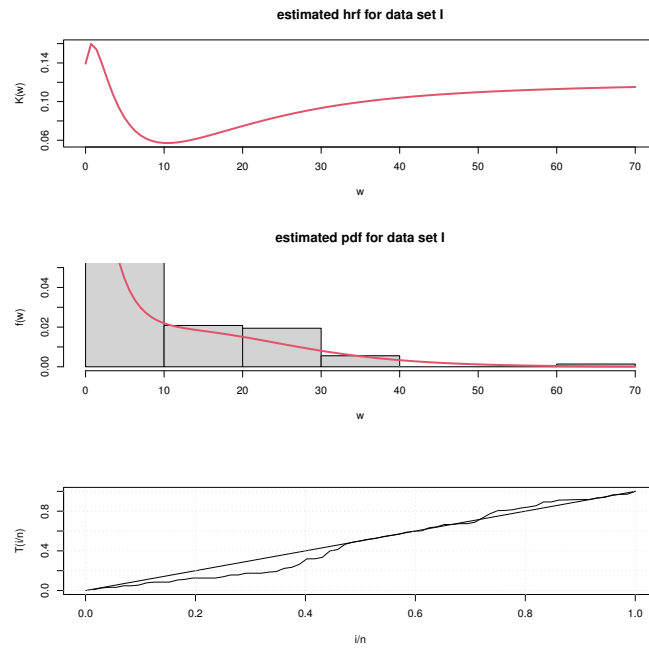 estimated hrf for data set I
K(w)
0.06 0.10 0.14
0 10 20 30 40 50 60 70
w
estimated pdf for data set I
f(w)
0.00 0.02 0.04
0 10 20 30 40 50 60 70
w
T(i/n)
0.0 0.4 0.8
0.0 0.2 0.4 0.6 0.8 1.0
i/n